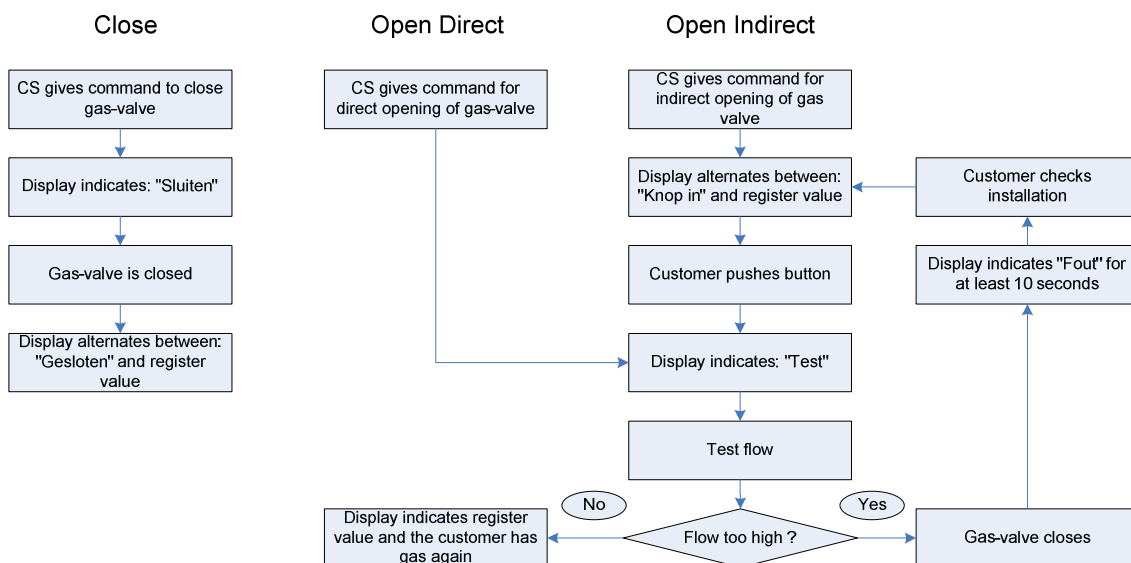 Close
Open Direct
Open Indirect
CS gives command to close
gas-valve
Display indicates: "Sluiten"
Gas-valve is closed
Display alternates between:
"Gesloten" and register
value
CS gives command for
direct opening of gas-valve
CS gives command for
indirect opening of gas
valve
Display alternates between:
"Knop in" and register value
Customer checks
installation
Customer pushes button
Display indicates "Fout" for
at least 10 seconds
Display indicates: "Test"
Test flow
No
Yes
Display indicates register
value and the customer has
gas again
Flow too high ?
Gas-valve closes